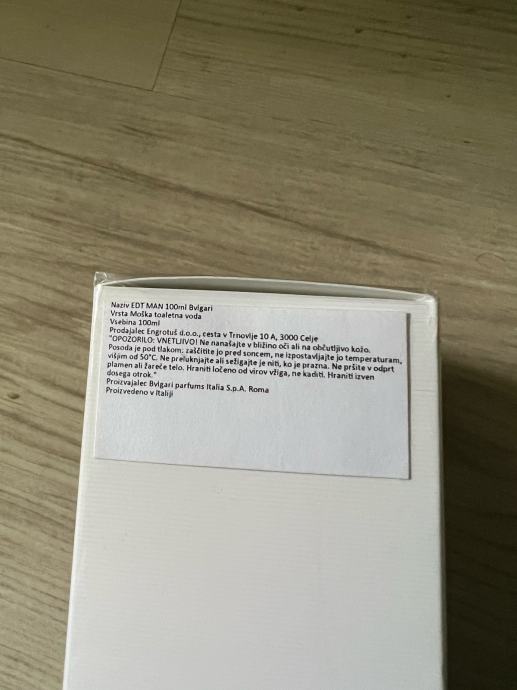 Naziv EDT MAN 100ml Bvlgari
Vrsta Moška toaletna voda
Vsebina 100ml
Prodajalec Engrotuš d.o.o., cesta v Trnovlje 10 A, 3000 Celje
"OPOZORILO: VNETLJIVO! Ne nanašajte v bližino oči ali na občutljivo kožo.
Posoda je pod tlakom: zaščitite jo pred soncem, ne izpostavljajte jo temperaturam,
višjim od 50°C. Ne preluknjajte ali sežigajte je niti, ko je prazna. Ne pršite v odprt
plamen ali žareče telo. Hraniti ločeno od virov vžiga, ne kaditi. Hraniti izven
dosega otrok."
Proizvajalec Bvlgari parfums Italia S.p.A. Roma
Proizvedeno v Italiji